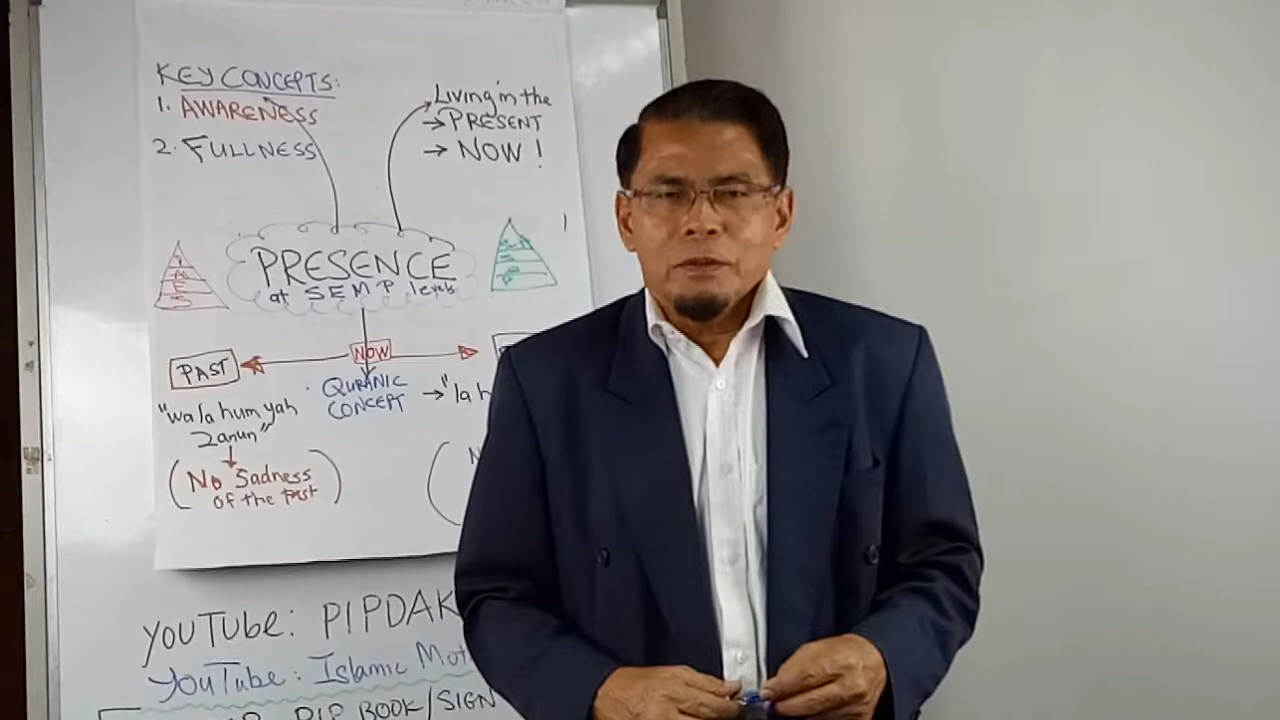 KEY CONCEPTS:
1. AWARENESS
2. FULLNESS
Living in the
→ PRESENT
→ NOW !
PRESENCE
at SEMP levels
NOW
PAST
QURANIC
CONCEPT → "la h
"wala hum yah
zanun"
(No Sadness
of the Past)
YouTube: PIPDAK
YouTube: Islamic Mot
PIP BOOK/SIGN